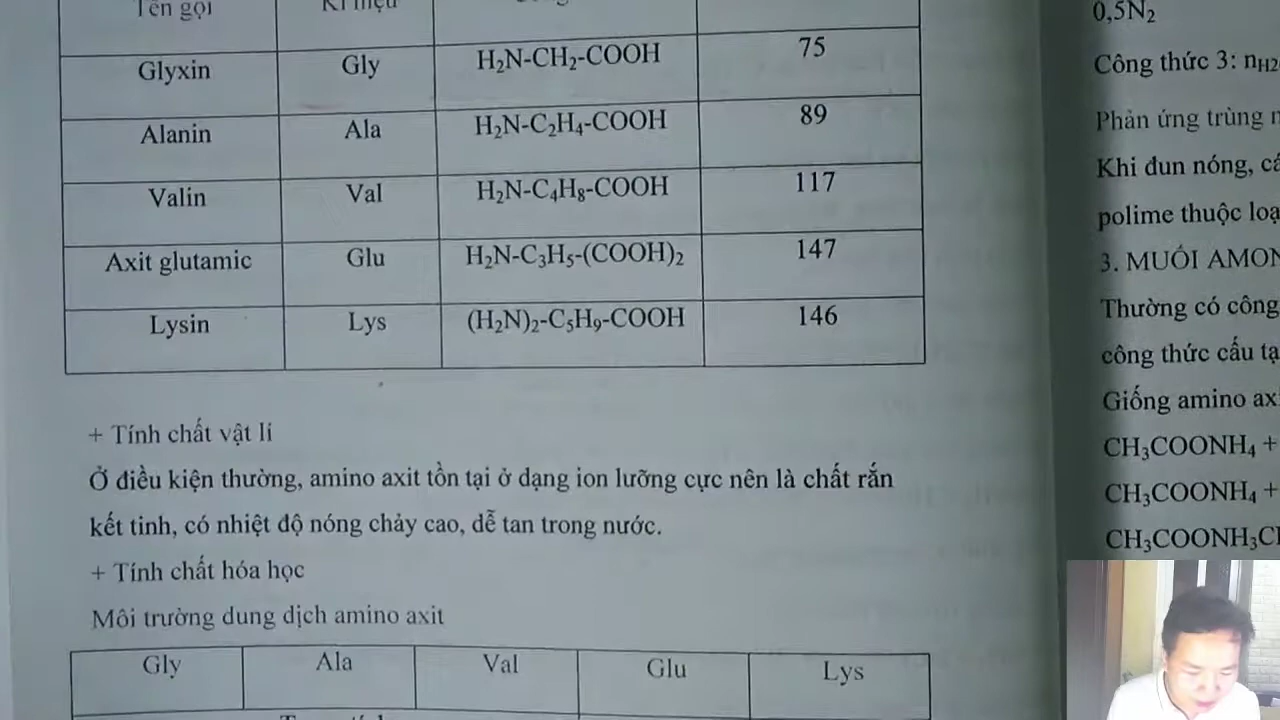 Tên gọi
Kí hiệu
Glyxin Gly H₂N-CH₂-COOH 75
Alanin Ala H₂N-C₂H₄-COOH 89
Valin Val H₂N-C₄H₈-COOH 117
Axit glutamic Glu H₂N-C₃H₅-(COOH)₂ 147
Lysin Lys (H₂N)₂-C₅H₉-COOH 146
+ Tính chất vật lí
Ở điều kiện thường, amino axit tồn tại ở dạng ion lưỡng cực nên là chất rắn
kết tinh, có nhiệt độ nóng chảy cao, dễ tan trong nước.
+ Tính chất hóa học
Môi trường dung dịch amino axit
Gly Ala Val Glu Lys
0,5N₂
Công thức 3: n
Phản ứng trùng
Khi đun nóng,
polime thuộc
3. MUỐI
Thường có công
công thức cấu
Giống amino
CH₃COONH₄ +
CH₃COONH₄ +